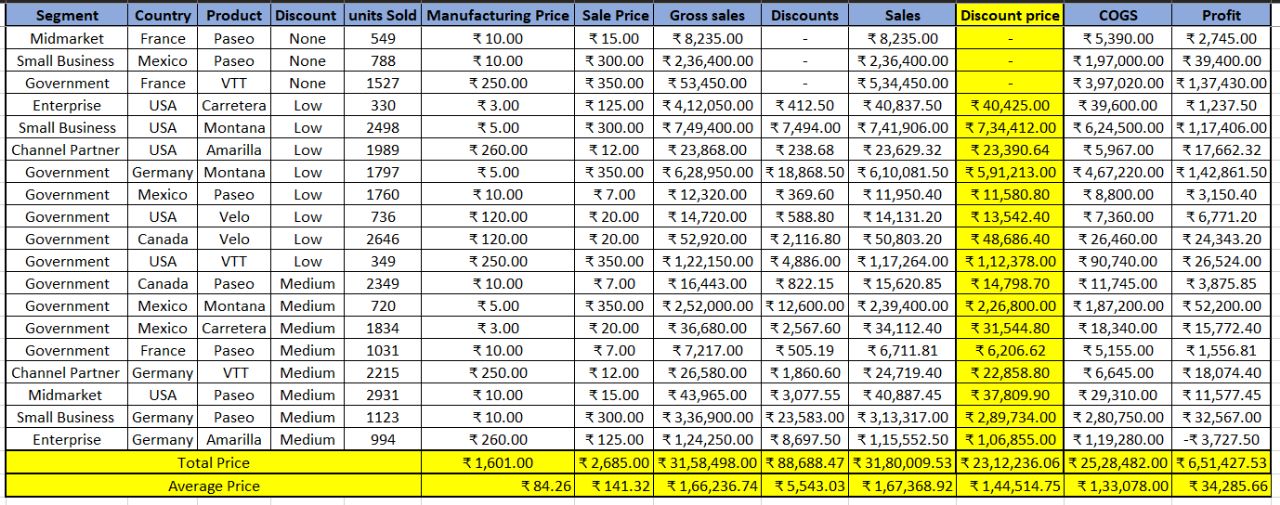 Segment Country Product Discount units Sold Manufacturing Price Sale Price Gross sales Discounts Sales Discount price COGS Profit
Midmarket France Paseo None 549 ₹ 10.00 ₹ 15.00 ₹ 8,235.00 - ₹ 8,235.00 - ₹ 5,390.00 ₹ 2,745.00
Small Business Mexico Paseo None 788 ₹ 10.00 ₹ 300.00 ₹ 2,36,400.00 - ₹ 2,36,400.00 - ₹ 1,97,000.00 ₹ 39,400.00
Government France VTT None 1527 ₹ 250.00 ₹ 350.00 ₹ 53,450.00 - ₹ 5,34,450.00 - ₹ 3,97,020.00 ₹ 1,37,430.00
Enterprise USA Carretera Low 330 ₹ 3.00 ₹ 125.00 ₹ 4,12,050.00 ₹ 412.50 ₹ 40,837.50 ₹ 40,425.00 ₹ 39,600.00 ₹ 1,237.50
Small Business USA Montana Low 2498 ₹ 5.00 ₹ 300.00 ₹ 7,49,400.00 ₹ 7,494.00 ₹ 7,41,906.00 ₹ 7,34,412.00 ₹ 6,24,500.00 ₹ 1,17,406.00
Channel Partner USA Amarilla Low 1989 ₹ 260.00 ₹ 12.00 ₹ 23,868.00 ₹ 238.68 ₹ 23,629.32 ₹ 23,390.64 ₹ 5,967.00 ₹ 17,662.32
Government Germany Montana Low 1797 ₹ 5.00 ₹ 350.00 ₹ 6,28,950.00 ₹ 18,868.50 ₹ 6,10,081.50 ₹ 5,91,213.00 ₹ 4,67,220.00 ₹ 1,42,861.50
Government Mexico Paseo Low 1760 ₹ 10.00 ₹ 7.00 ₹ 12,320.00 ₹ 369.60 ₹ 11,950.40 ₹ 11,580.80 ₹ 8,800.00 ₹ 3,150.40
Government USA Velo Low 736 ₹ 120.00 ₹ 20.00 ₹ 14,720.00 ₹ 588.80 ₹ 14,131.20 ₹ 13,542.40 ₹ 7,360.00 ₹ 6,771.20
Government Canada Velo Low 2646 ₹ 120.00 ₹ 20.00 ₹ 52,920.00 ₹ 2,116.80 ₹ 50,803.20 ₹ 48,686.40 ₹ 26,460.00 ₹ 24,343.20
Government USA VTT Low 349 ₹ 250.00 ₹ 350.00 ₹ 1,22,150.00 ₹ 4,886.00 ₹ 1,17,264.00 ₹ 1,12,378.00 ₹ 90,740.00 ₹ 26,524.00
Government Canada Paseo Medium 2349 ₹ 10.00 ₹ 7.00 ₹ 16,443.00 ₹ 822.15 ₹ 15,620.85 ₹ 14,798.70 ₹ 11,745.00 ₹ 3,875.85
Government Mexico Montana Medium 720 ₹ 5.00 ₹ 350.00 ₹ 2,52,000.00 ₹ 12,600.00 ₹ 2,39,400.00 ₹ 2,26,800.00 ₹ 1,87,200.00 ₹ 52,200.00
Government Mexico Carretera Medium 1834 ₹ 3.00 ₹ 20.00 ₹ 36,680.00 ₹ 2,567.60 ₹ 34,112.40 ₹ 31,544.80 ₹ 18,340.00 ₹ 15,772.40
Government France Paseo Medium 1031 ₹ 10.00 ₹ 7.00 ₹ 7,217.00 ₹ 505.19 ₹ 6,711.81 ₹ 6,206.62 ₹ 5,155.00 ₹ 1,556.81
Channel Partner Germany VTT Medium 2215 ₹ 250.00 ₹ 12.00 ₹ 26,580.00 ₹ 1,860.60 ₹ 24,719.40 ₹ 22,858.80 ₹ 6,645.00 ₹ 18,074.40
Midmarket USA Paseo Medium 2931 ₹ 10.00 ₹ 15.00 ₹ 43,965.00 ₹ 3,077.55 ₹ 40,887.45 ₹ 37,809.90 ₹ 29,310.00 ₹ 11,577.45
Small Business Germany Paseo Medium 1123 ₹ 10.00 ₹ 300.00 ₹ 3,36,900.00 ₹ 23,583.00 ₹ 3,13,317.00 ₹ 2,89,734.00 ₹ 2,80,750.00 ₹ 32,567.00
Enterprise Germany Amarilla Medium 994 ₹ 260.00 ₹ 125.00 ₹ 1,24,250.00 ₹ 8,697.50 ₹ 1,15,552.50 ₹ 1,06,855.00 ₹ 1,19,280.00 -₹ 3,727.50
Total Price ₹ 1,601.00 ₹ 2,685.00 ₹ 31,58,498.00 ₹ 88,688.47 ₹ 31,80,009.53 ₹ 23,12,236.06 ₹ 25,28,482.00 ₹ 6,51,427.53
Average Price ₹ 84.26 ₹ 141.32 ₹ 1,66,236.74 ₹ 5,543.03 ₹ 1,67,368.92 ₹ 1,44,514.75 ₹ 1,33,078.00 ₹ 34,285.66